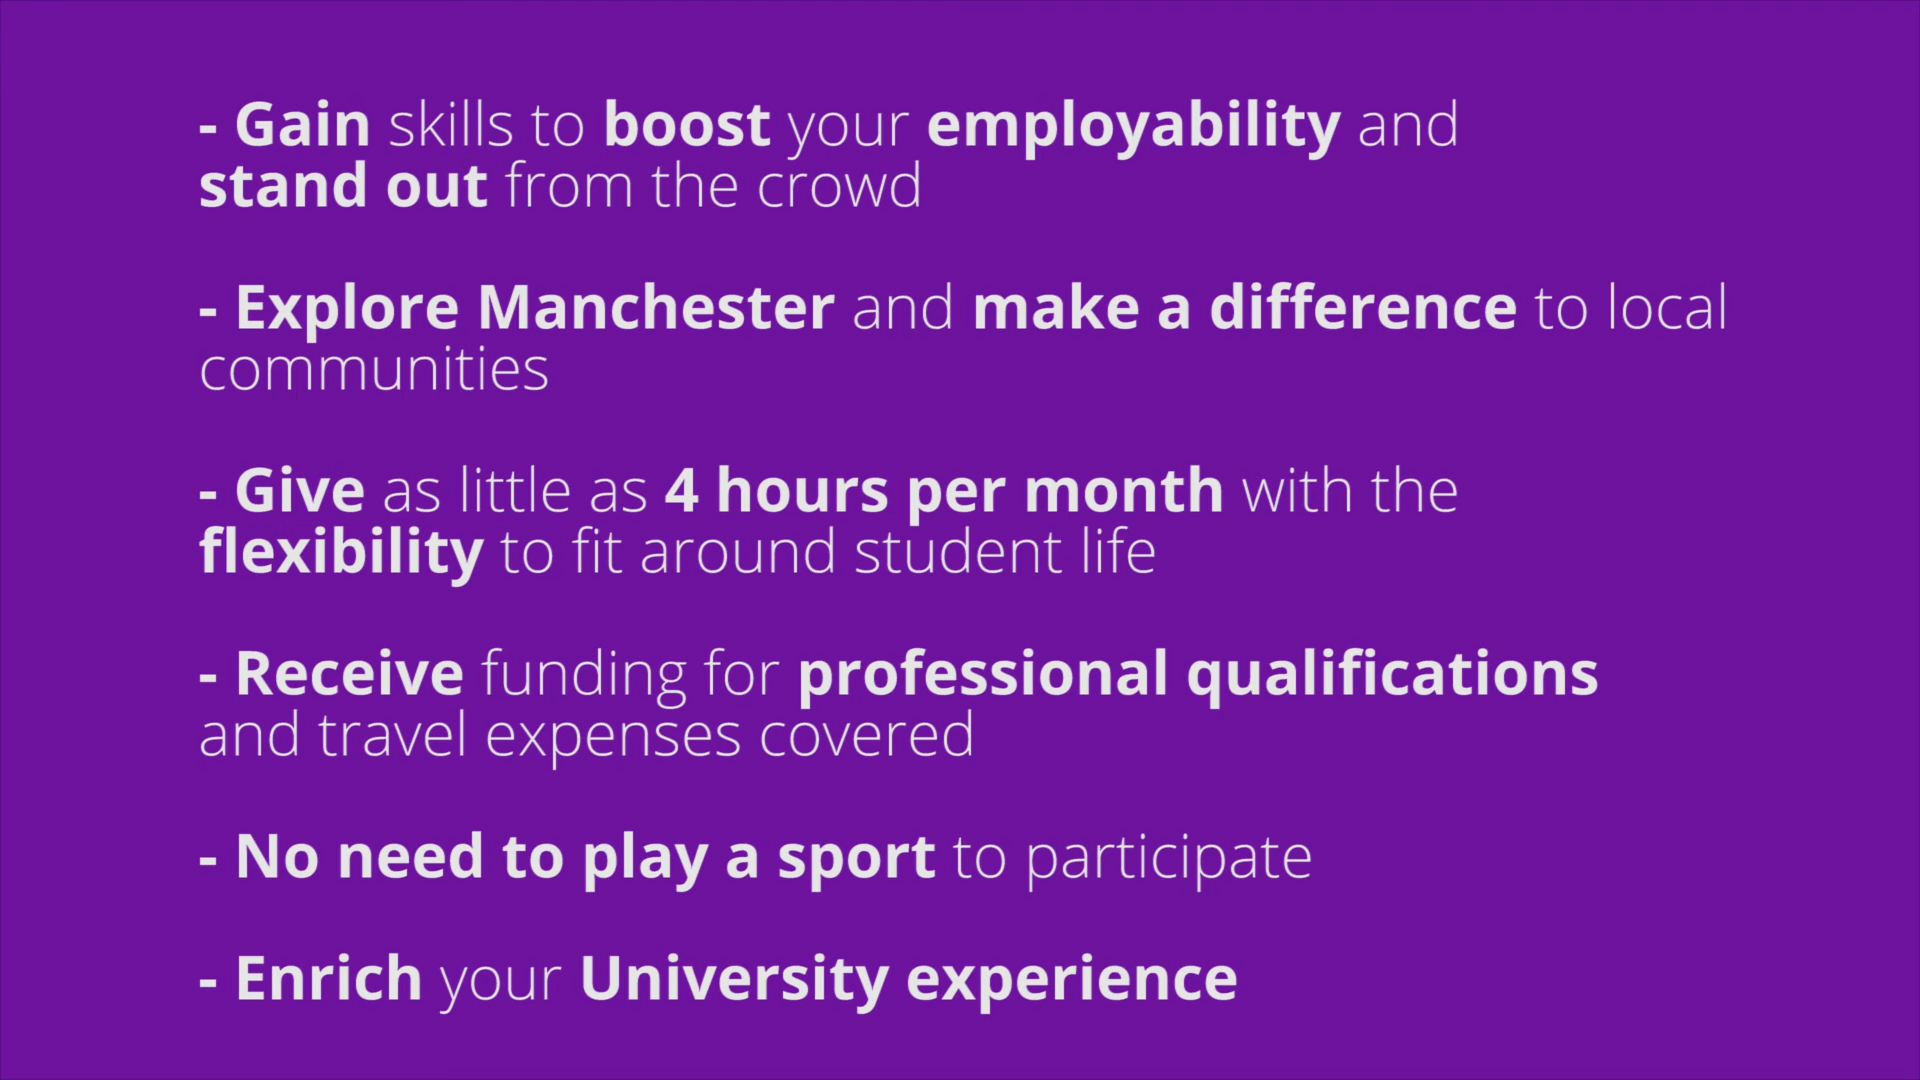 - Gain skills to boost your employability and
stand out from the crowd
- Explore Manchester and make a difference to local
communities
- Give as little as 4 hours per month with the
flexibility to fit around student life
- Receive funding for professional qualifications
and travel expenses covered
- No need to play a sport to participate
- Enrich your University experience